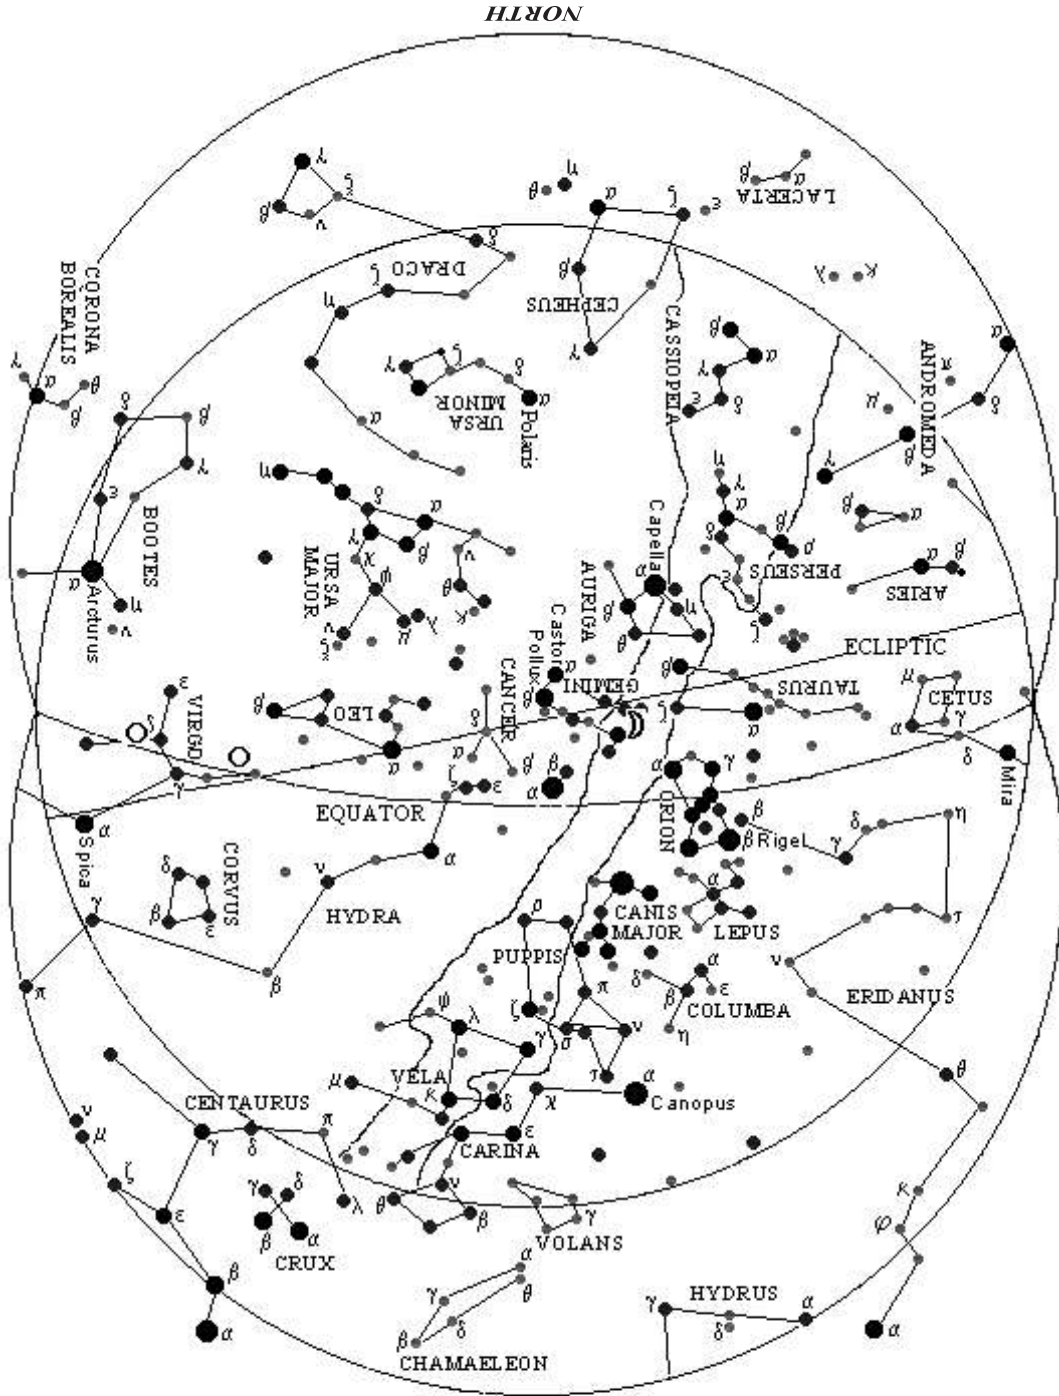 NORTH
γ
ξ
β
ν
η
θ
α
ζ
ε
β
α
LACERTA
δ
DRACO
ζ
η
β
CEPHEUS
γ
λ
κ
CORONA
BOREALIS
γ
α
β
θ
δ
β
γ
ε
BOOTES
α
Arcturus
η
ν
γ
ζ
δ
α
Polaris
URSA
MINOR
α
CASSIOPEIA
β
α
γ
δ
ε
ANDROMEDA
α
π
μ
δ
β
γ
η
δ
α
γ
β
χ
ψ
URSA
MAJOR
ν
ξ
μ
λ
ν
θ
κ
η
γ
α
β
δ
ρ
ε
ζ
PERSEUS
β
α
α
β
ARIES
Capella
α
η
β
θ
AURIGA
Castor
Pollux
α
β
GEMINI
ECLIPTIC
β
TAURUS
ζ
α
μ
CETUS
α
γ
δ
Mira
ε
VIRGO
δ
γ
α
Spica
β
LEO
α
CANCER
δ
α
β
ζ
ε
β
α
EQUATOR
α
γ
ORION
β
Rigel
β
γ
δ
η
α
ν
HYDRA
CORVUS
δ
β
ε
γ
β
π
CANIS
MAJOR
α
LEPUS
ρ
PUPPIS
π
ζ
σ
ν
τ
α
δ
β
ε
COLUMBA
η
τ
ν
ERIDANUS
θ
ψ
λ
γ
VELA
μ
κ
δ
χ
α
Canopus
CENTAURUS
ν
μ
γ
δ
π
CARINA
ε
ζ
ε
γ
δ
λ
θ
ν
β
γ
VOLANS
κ
φ
β
α
CRUX
β
α
α
θ
γ
δ
β
CHAMAELEON
HYDRUS
γ
δ
α
α